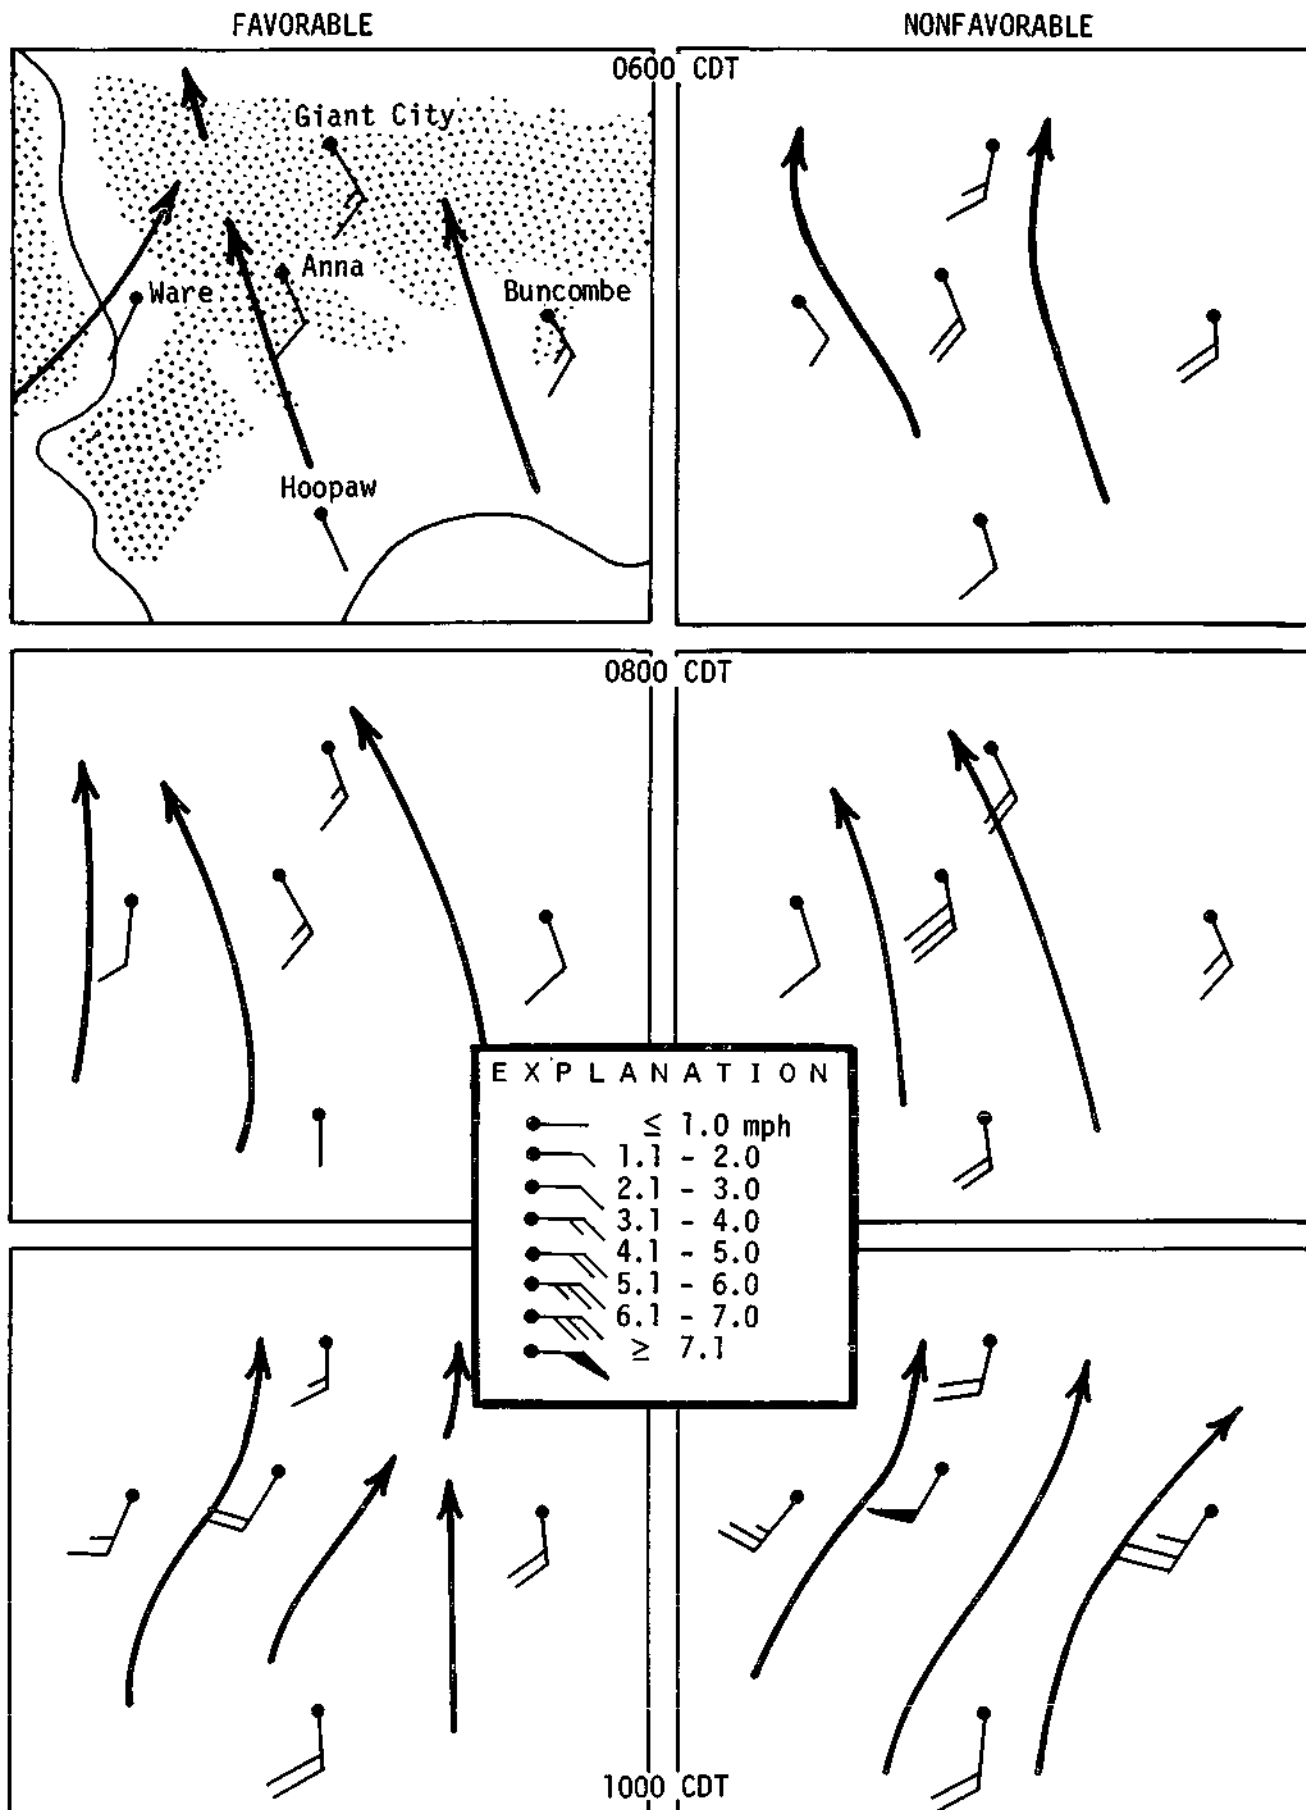 FAVORABLE
NONFAVORABLE
0600 CDT
Giant City
Anna
Ware
Buncombe
Hoopaw
0800 CDT
EXPLANATION
≤ 1.0 mph
1.1 - 2.0
2.1 - 3.0
3.1 - 4.0
4.1 - 5.0
5.1 - 6.0
6.1 - 7.0
≥ 7.1
1000 CDT